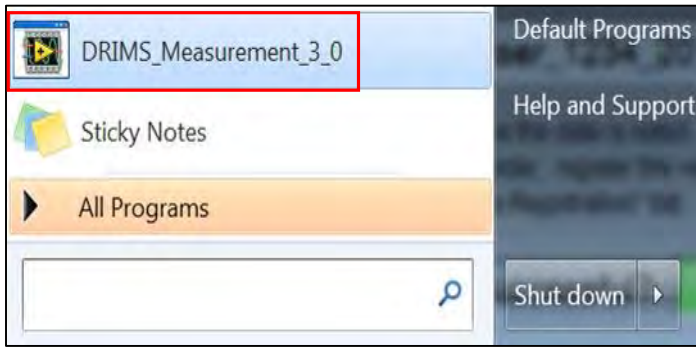 DRIMS_Measurement_3_0
Sticky Notes
All Programs
Default Programs
Help and Support
Shut down